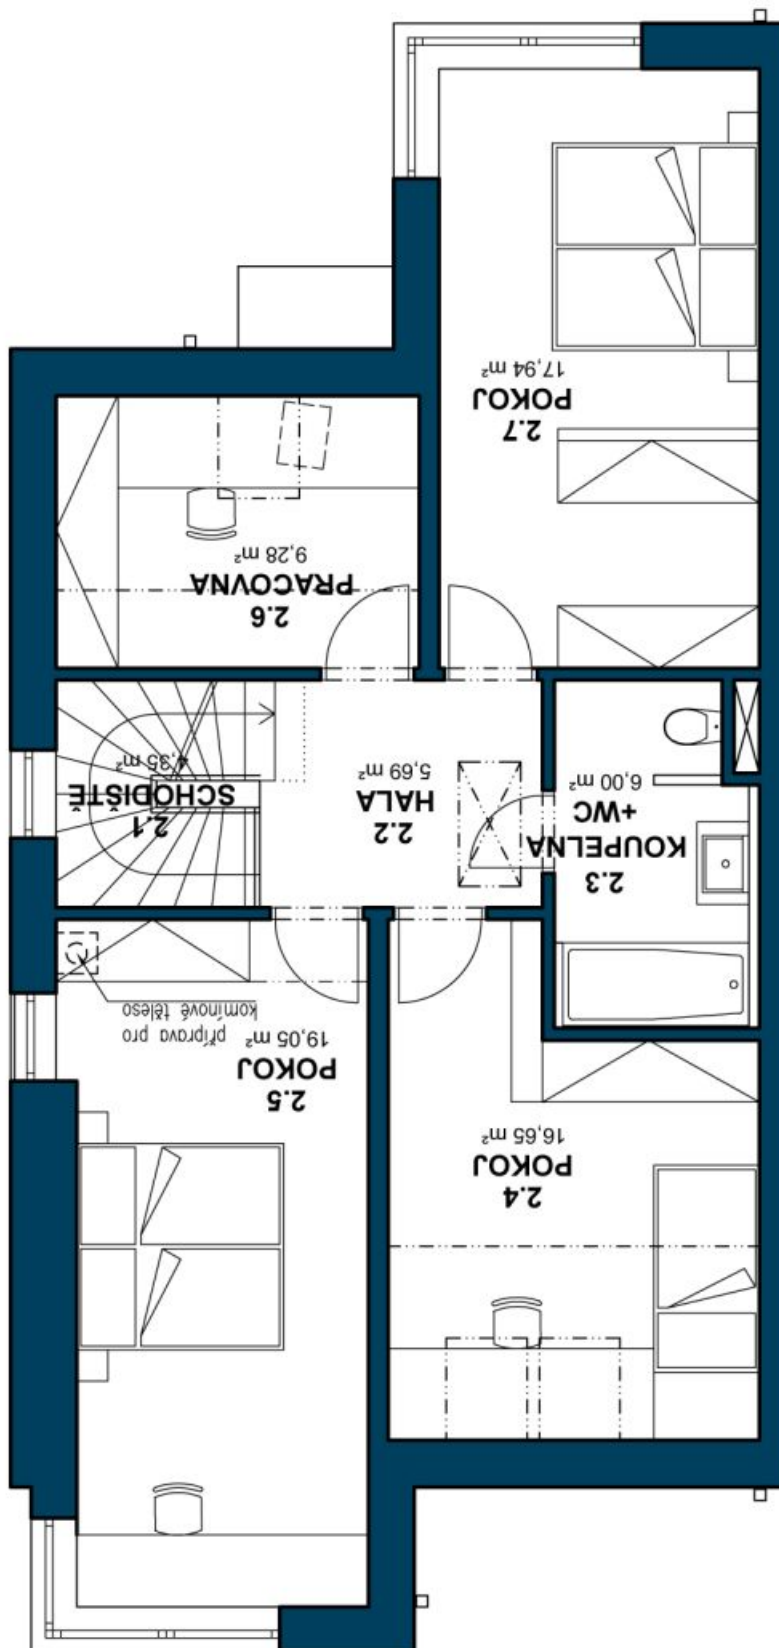 2.4
POKOJ
16,65 m²
2.5
POKOJ
19,05 m²
příprava pro
komínové těleso
2.3
KOUPELNA
+WC
6,00 m²
2.2
HALA
5,69 m²
2.1
SCHODIŠTĚ
4,35 m²
2.6
PRACOVNA
9,28 m²
2.7
POKOJ
17,94 m²